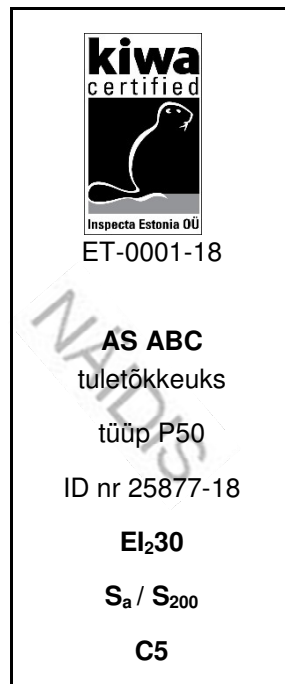 kiwa
certified
Inspecta Estonia OÜ
ET-0001-18
NÄIDIS
AS ABC
tuletõkkeuks
tüüp P50
ID nr 25877-18
EI₂30
Sₐ / S₂₀₀
C5